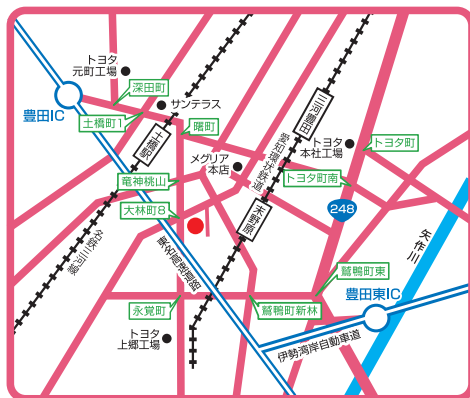 トヨタ
元町工場
深田町
豊田IC
サンテラス
土橋町1
曙町
土橋駅
三河豊田
トヨタ
本社工場
トヨタ町
メグリア
本店
愛知環状鉄道
竜神桃山
トヨタ町南
大林町8
末野原
248
名鉄三河線
東名高速道路
矢作川
鷲鴨町東
豊田東IC
永覚町
鷲鴨町新林
トヨタ
上郷工場
伊勢湾岸自動車道